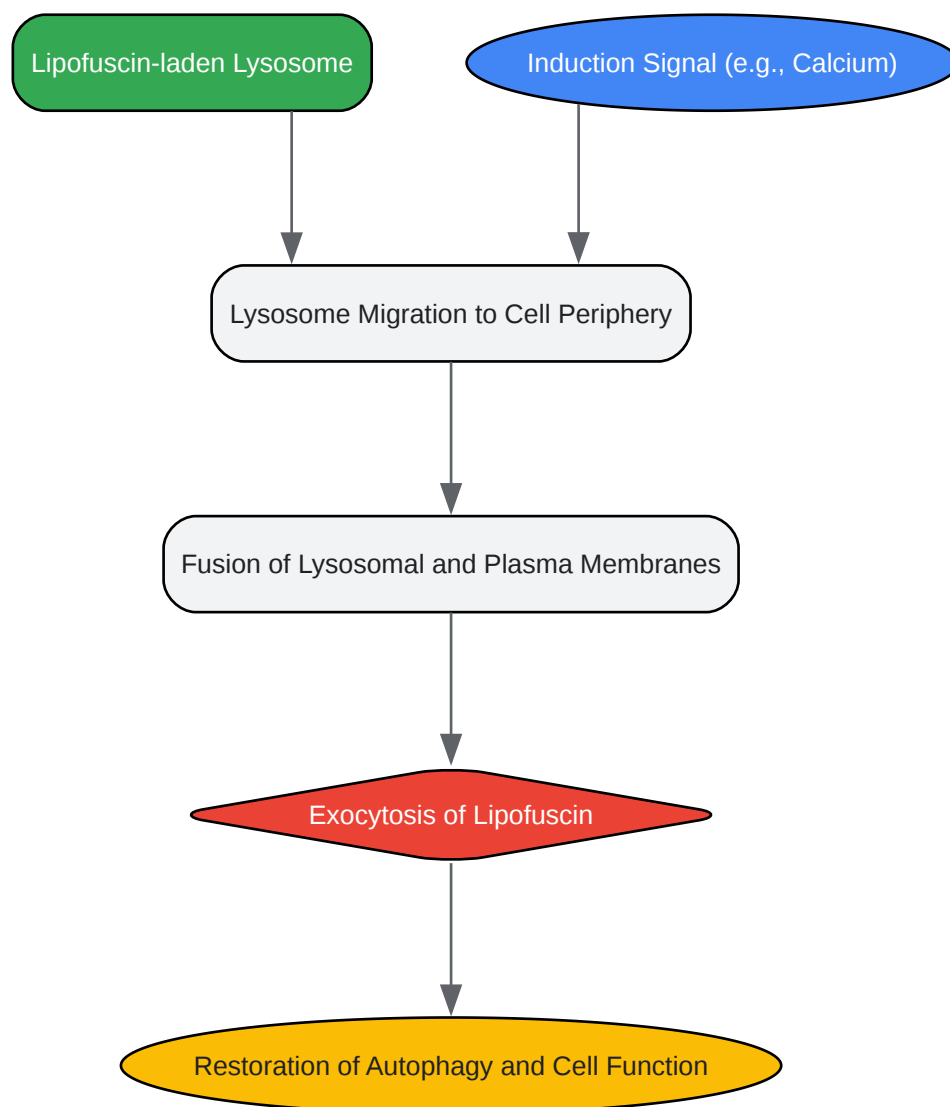 Lipofuscin-laden Lysosome
Induction Signal (e.g., Calcium)
Lysosome Migration to Cell Periphery
Fusion of Lysosomal and Plasma Membranes
Exocytosis of Lipofuscin
Restoration of Autophagy and Cell Function